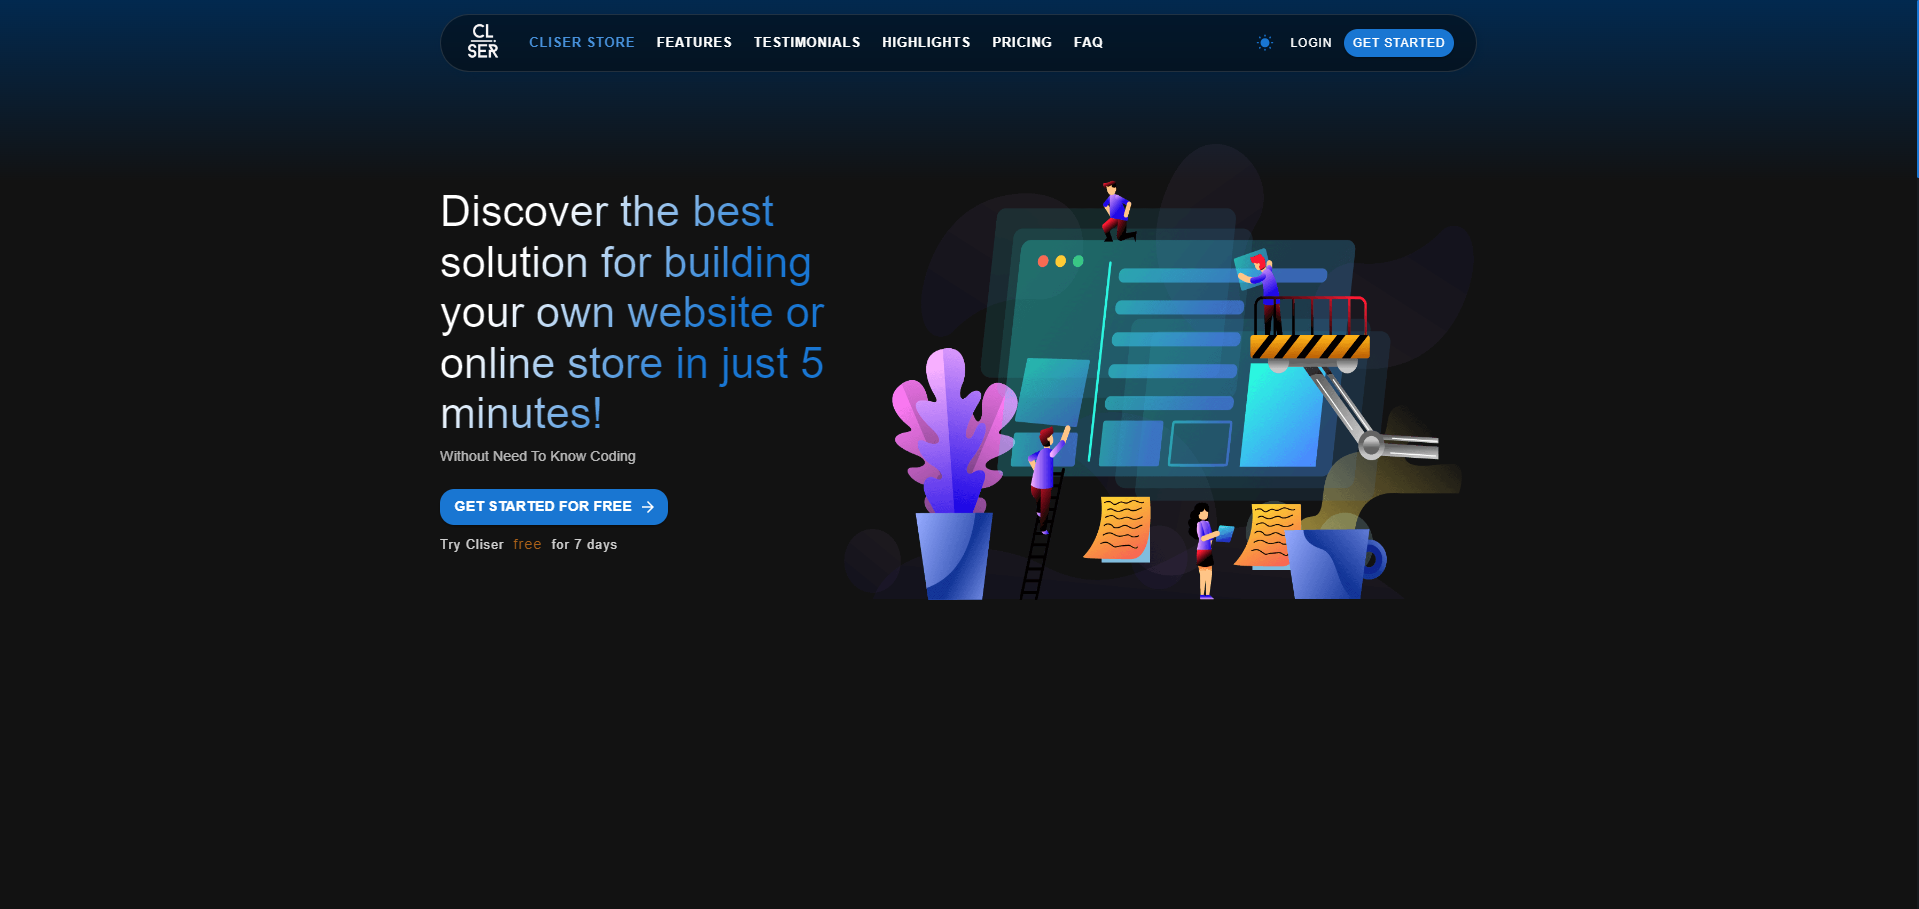 CL
SER
CLISER STORE FEATURES TESTIMONIALS HIGHLIGHTS PRICING FAQ LOGIN GET STARTED
Discover the best
solution for building
your own website or
online store in just 5
minutes!
Without Need To Know Coding
GET STARTED FOR FREE
Try Cliser free for 7 days